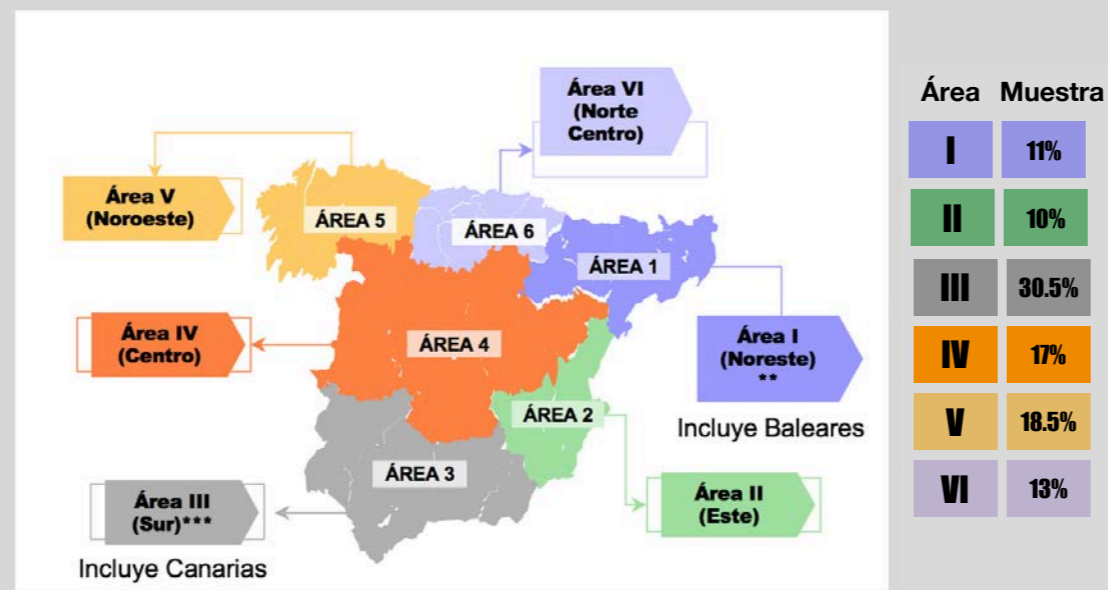 Área VI
(Norte
Centro)
Área V
(Noroeste)
ÁREA 5
ÁREA 6
ÁREA 1
Área IV
(Centro)
ÁREA 4
Área I
(Noreste)
**
Incluye Baleares
ÁREA 2
ÁREA 3
Área III
(Sur)***
Incluye Canarias
Área II
(Este)
Área Muestra
I 11%
II 10%
III 30.5%
IV 17%
V 18.5%
VI 13%